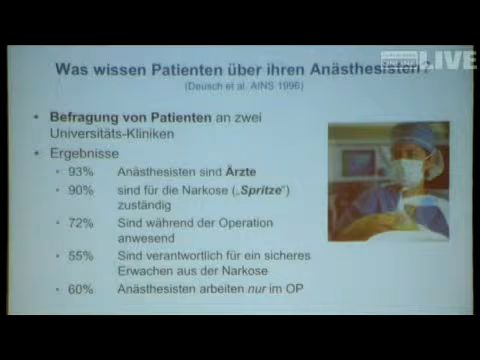 LIVE
Was wissen Patienten über ihren Anästhesisten?
(Deusch et al. AINS 1996)
• Befragung von Patienten an zwei
Universitäts-Kliniken
• Ergebnisse
• 93% Anästhesisten sind Ärzte
• 90% sind für die Narkose („Spritze“)
zuständig
• 72% Sind während der Operation
anwesend
• 55% Sind verantwortlich für ein sicheres
Erwachen aus der Narkose
• 60% Anästhesisten arbeiten nur im OP